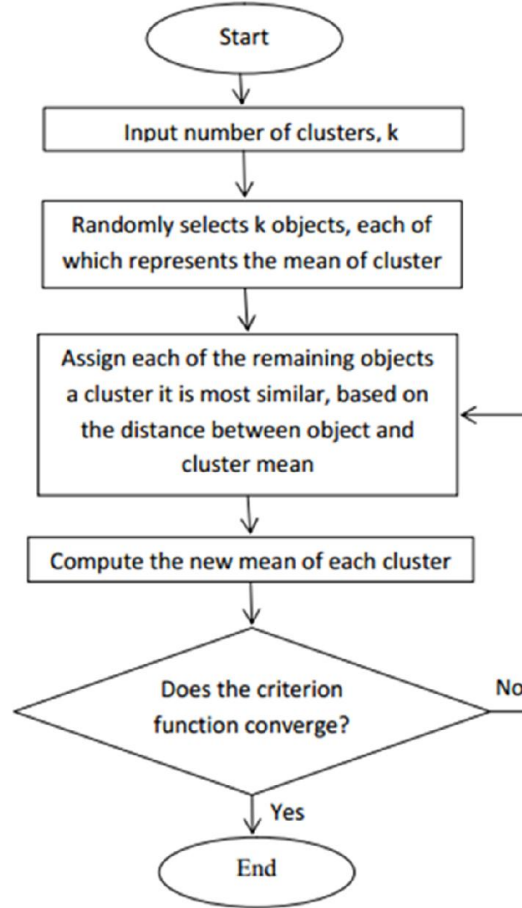 Start
Input number of clusters, k
Randomly selects k objects, each of
which represents the mean of cluster
Assign each of the remaining objects
a cluster it is most similar, based on
the distance between object and
cluster mean
Compute the new mean of each cluster
Does the criterion
function converge?
No
Yes
End